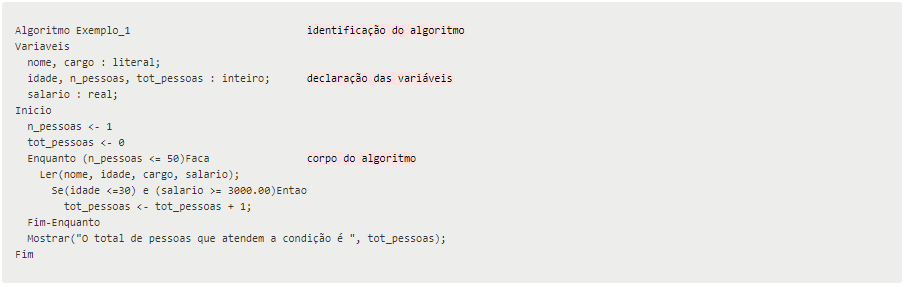 Algoritmo Exemplo_1 identificação do algoritmo
Variaveis
nome, cargo : literal;
idade, n_pessoas, tot_pessoas : inteiro; declaração das variáveis
salario : real;
Inicio
n_pessoas <- 1
tot_pessoas <- 0
Enquanto (n_pessoas <= 50)Faca corpo do algoritmo
Ler(nome, idade, cargo, salario);
Se(idade <=30) e (salario >= 3000.00)Entao
tot_pessoas <- tot_pessoas + 1;
Fim-Enquanto
Mostrar("O total de pessoas que atendem a condição é ", tot_pessoas);
Fim